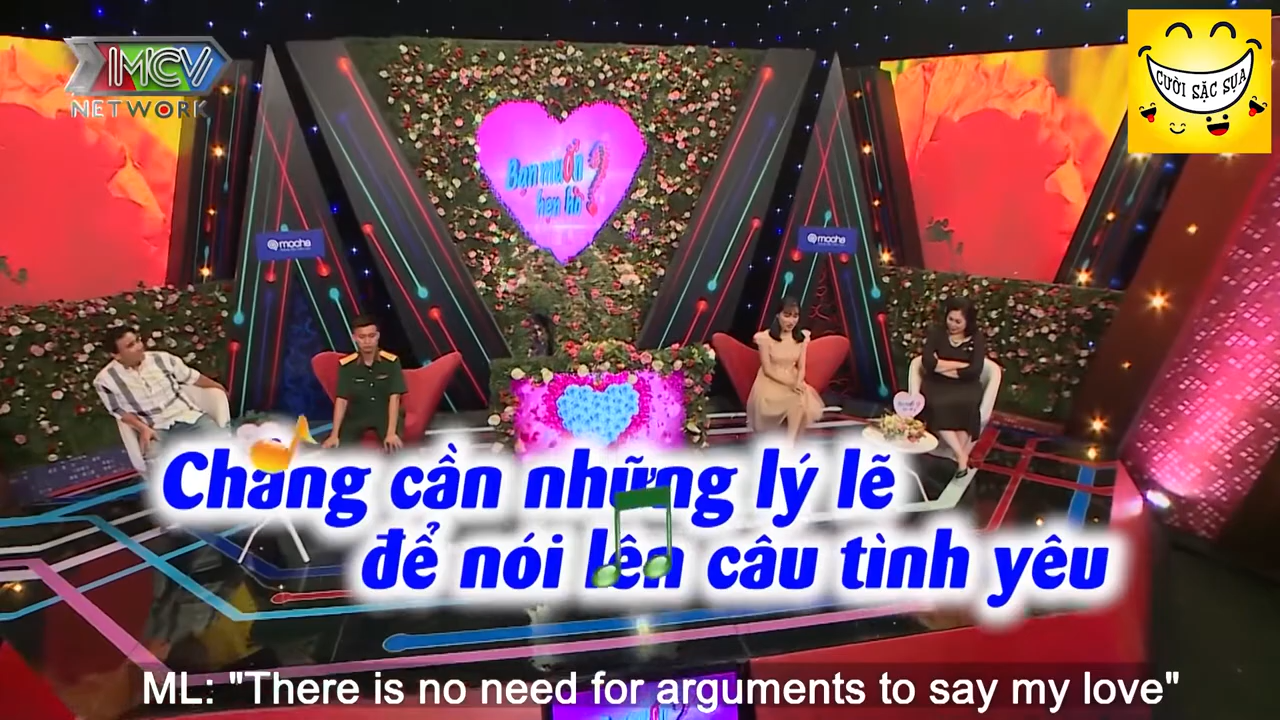 MCV
NETWORK
CƯỜI SẶC SỤA
Bạn muốn
hẹn hò ?
mocha
mocha
Chẳng cần những lý lẽ
để nói lên câu tình yêu
ML: "There is no need for arguments to say my love"